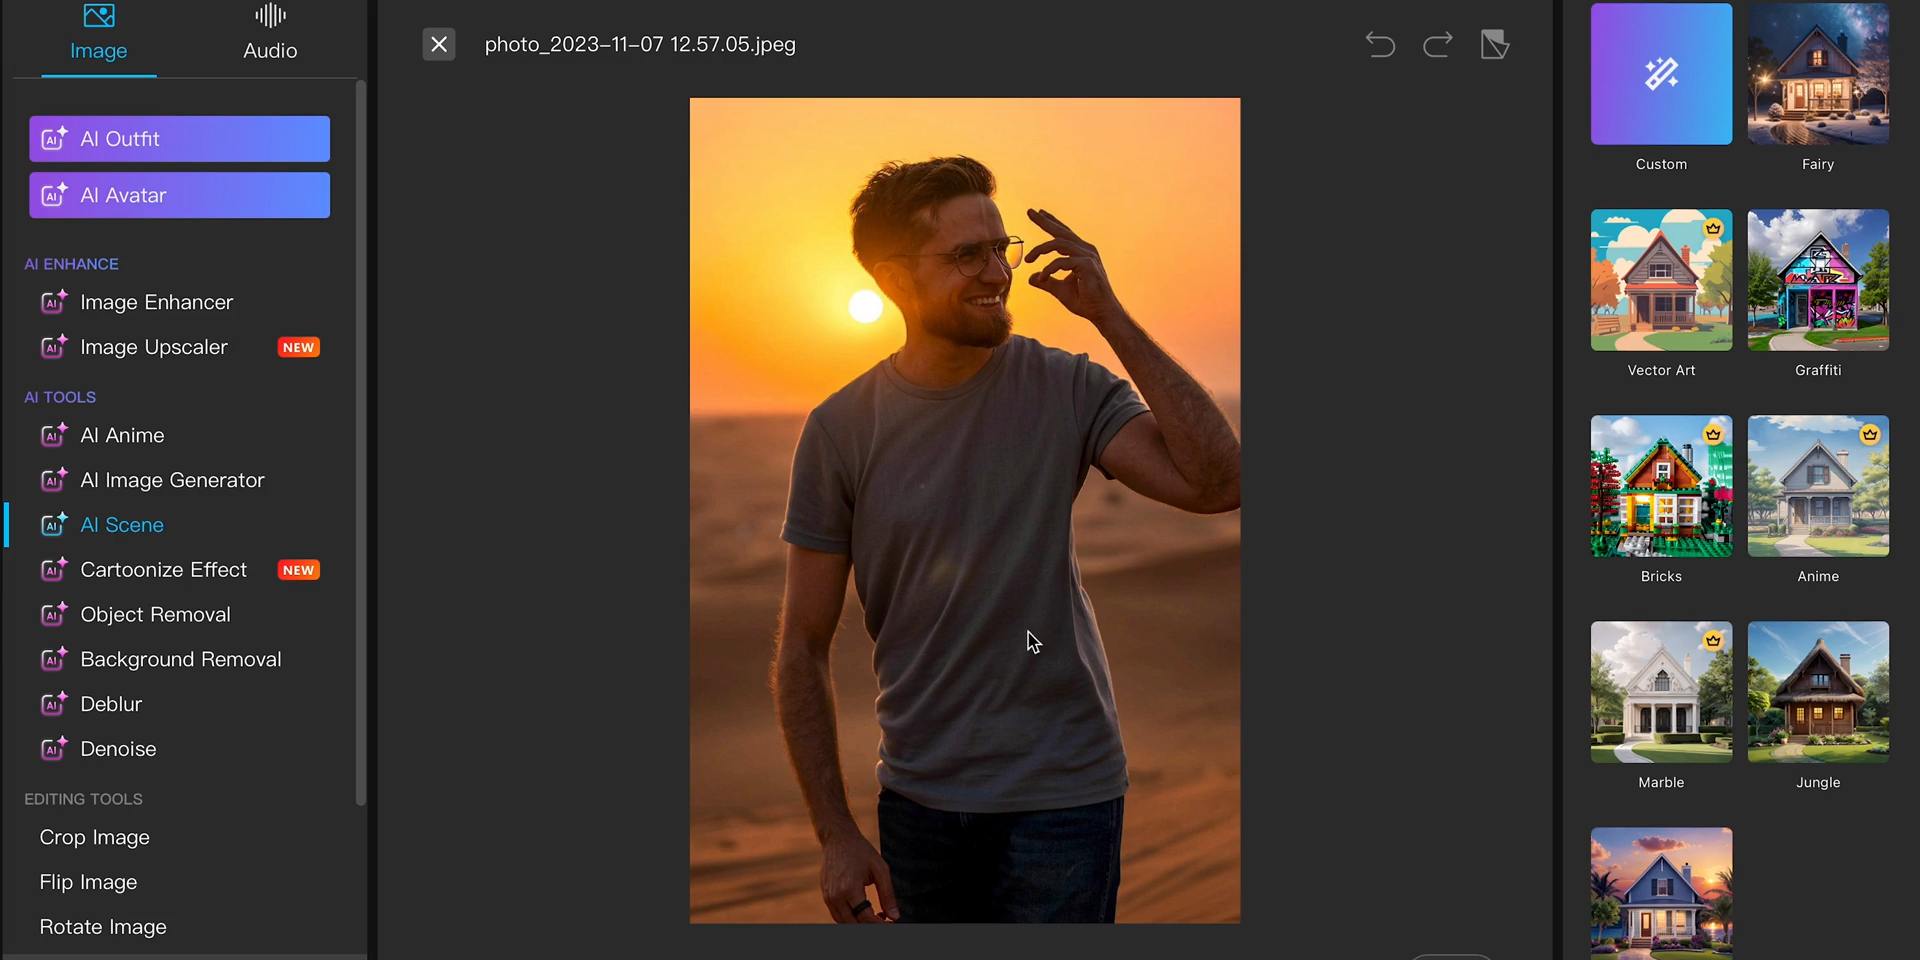 Image
Audio
photo_2023-11-07 12.57.05.jpeg
AI Outfit
AI Avatar
AI ENHANCE
Image Enhancer
Image Upscaler NEW
AI TOOLS
AI Anime
AI Image Generator
AI Scene
Cartoonize Effect NEW
Object Removal
Background Removal
Deblur
Denoise
EDITING TOOLS
Crop Image
Flip Image
Rotate Image
Custom
Fairy
Vector Art
Graffiti
Bricks
Anime
Marble
Jungle